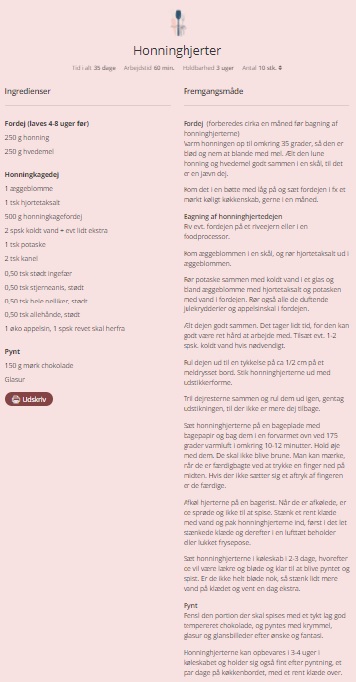 Honninghjerter
Tid i alt 35 dage Arbejdstid 60 min. Holdbarhed 3 uger Antal 10 stk.
Ingredienser
Fordej (laves 4-8 uger før)
250 g honning
250 g hvedemel
Honningkagedej
1 æggeblomme
1 tsk hjortetaksalt
500 g honningkagefordej
2 spsk koldt vand + evt lidt ekstra
1 tsk potaske
2 tsk kanel
0,50 tsk stødt ingefær
0,50 tsk stjerneanis, stødt
0,50 tsk hele nelliker, stødt
0,50 tsk allehånde, stødt
1 øko appelsin, 1 spsk revet skal herfra
Pynt
150 g mørk chokolade
Glasur
Udskriv
Fremgangsmåde
Fordej (forberedes cirka en måned før bagning af
honninghjerterne)
Varm honningen op til omkring 35 grader, så den er
blød og nem at blande med mel. Ælt den lune
honning og hvedemel godt sammen i en skål, til det
er en jævn dej.
Kom det i en bøtte med låg på og sæt fordejen i fx et
mørkt køligt køkkenskab, gerne i en måned.
Bagning af honninghjertedejen
Riv evt. fordejen på et rivejern eller i en
foodprocessor.
Kom æggeblommen i en skål, og rør hjortetaksalt ud i
æggeblommen.
Rør potaske sammen med koldt vand i et glas og
bland æggeblomme med hjortetaksalt og potasken
med vand i fordejen. Rør også alle de duftende
julekrydderier og appelsinskal i fordejen.
Ælt dejen godt sammen. Det tager lidt tid, for den kan
godt være ret hård at arbejde med. Tilsæt evt. 1-2
spsk. koldt vand hvis nødvendigt.
Rul dejen ud til en tykkelse på ca 1/2 cm på et
meldrysset bord. Stik honninghjerterne ud med
udstikkerforme.
Tril dejresterne sammen og rul dem ud igen, gentag
udstikningen, til der ikke er mere dej tilbage.
Sæt honninghjerterne på en bageplade med
bagepapir og bag dem i en forvarmet ovn ved 175
grader varmluft i omkring 10-12 minutter. Hold øje
med dem. De skal ikke blive brune. Man kan mærke,
når de er færdigbagte ved at trykke en finger ned på
midten. Hvis der ikke sætter sig et aftryk af fingeren
er de færdige.
Afkøl hjerterne på en bagerist. Når de er afkølede, er
de sprøde og ikke til at spise. Stænk et rent klæde
med vand og pak honninghjerterne ind, først i det let
stænkede klæde og derefter i en lufttæt beholder
eller lukket frysepose.
Sæt honninghjerterne i køleskab i 2-3 dage, hvorefter
de vil være lækre og bløde og klar til at blive pyntet og
spist. Er de ikke helt bløde nok, så stænk lidt mere
vand på klædet og vent en dag ekstra.
Pynt
Pensl den portion der skal spises med et tykt lag god
tempereret chokolade, og pyntes med krymmel,
glasur og glansbilleder efter ønske og fantasi.
Honninghjerterne kan opbevares i 3-4 uger i
køleskabet og holder sig også fint efter pyntning, et
par dage på køkkenbordet, med et rent klæde over.